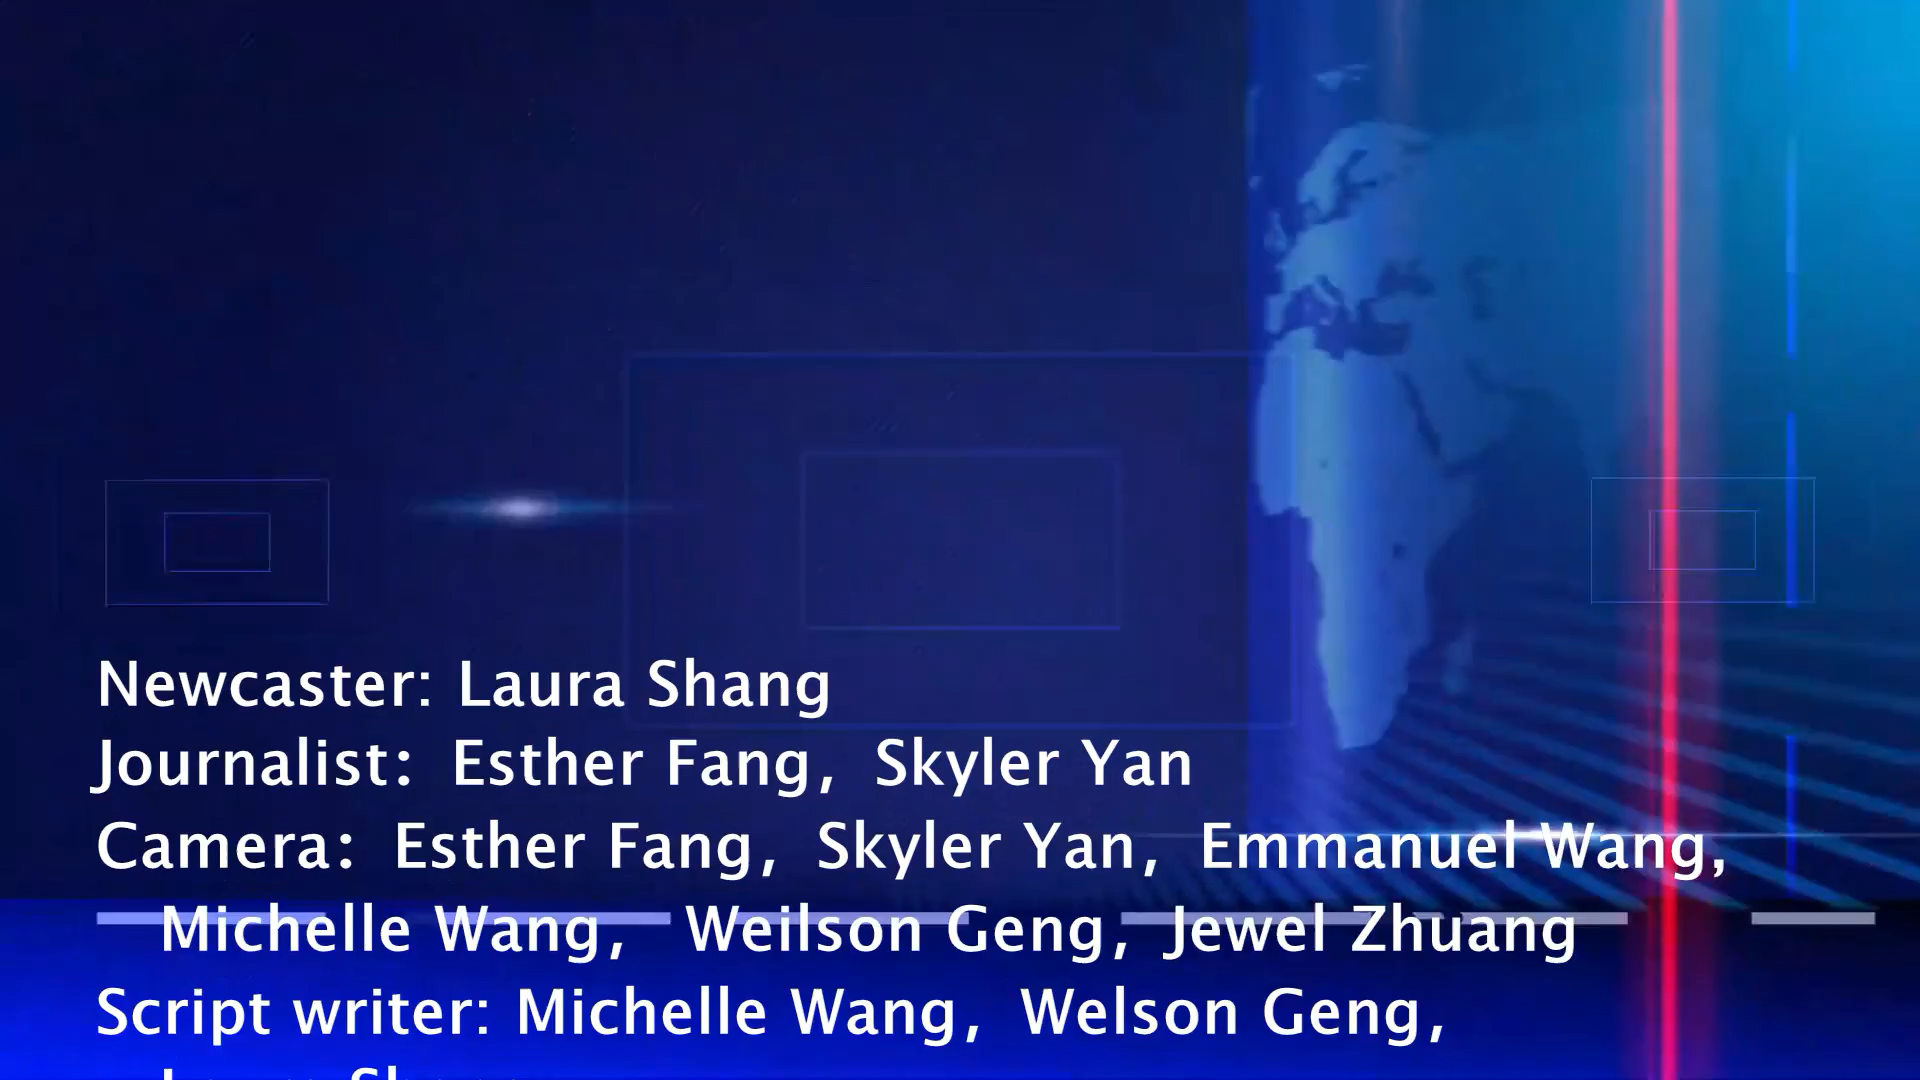 Newcaster: Laura Shang
Journalist: Esther Fang, Skyler Yan
Camera: Esther Fang, Skyler Yan, Emmanuel Wang,
Michelle Wang, Weilson Geng, Jewel Zhuang
Script writer: Michelle Wang, Welson Geng,